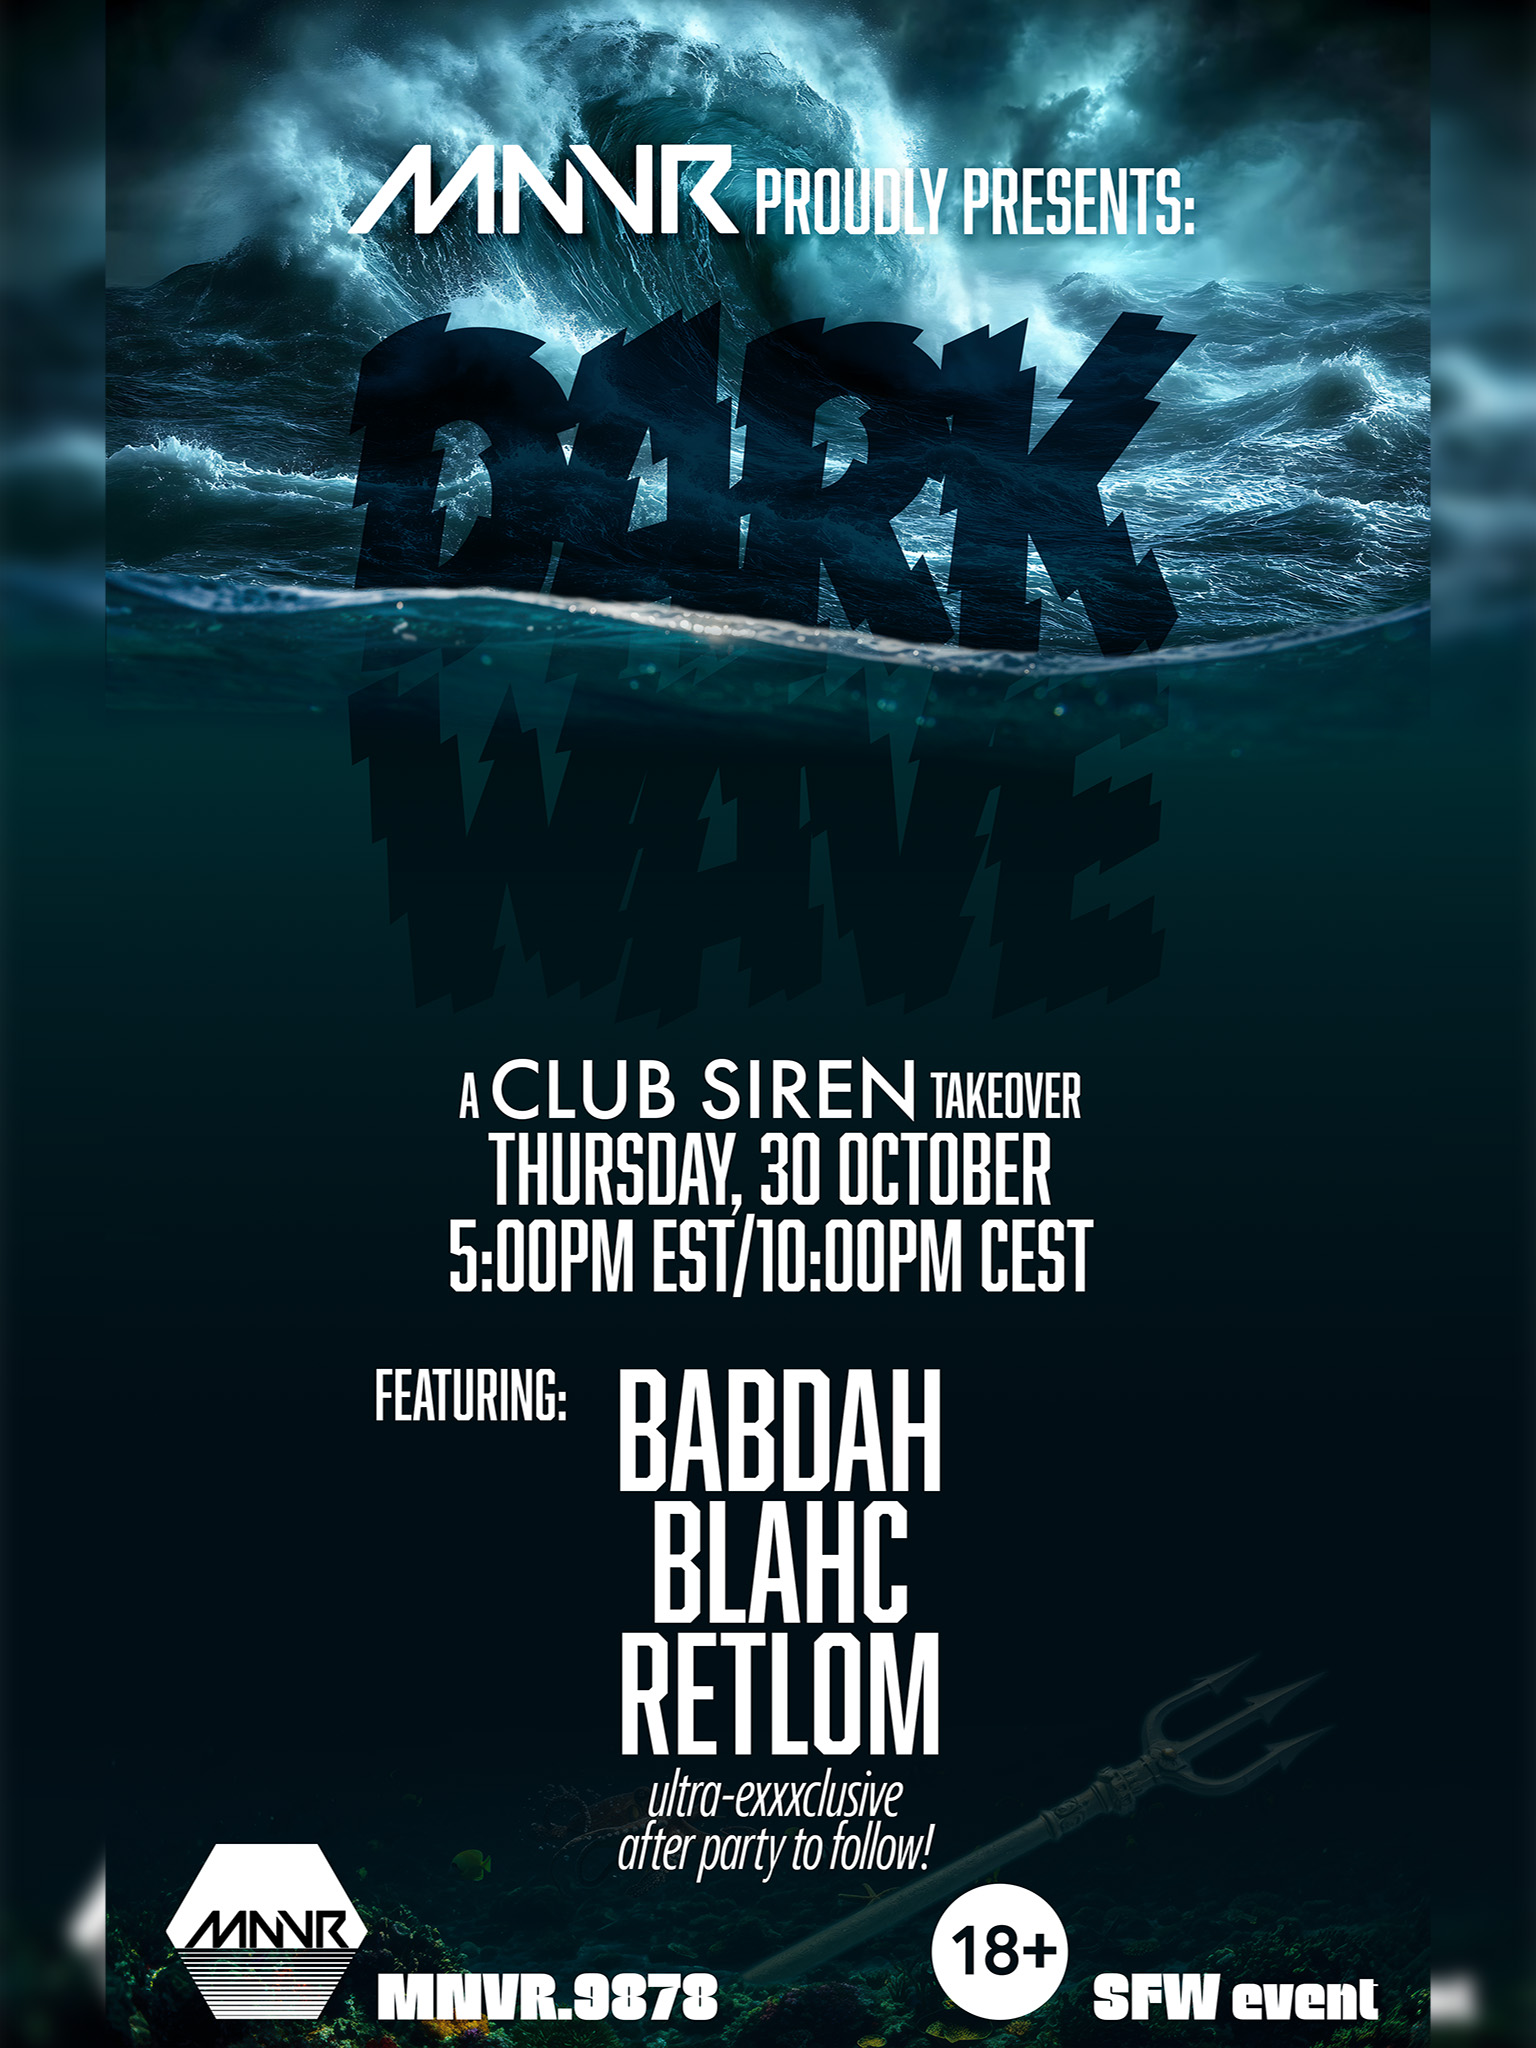 MNVR PROUDLY PRESENTS:
DARK
WAVE
A CLUB SIREN TAKEOVER
THURSDAY, 30 OCTOBER
5:00PM EST/10:00PM CEST
FEATURING: BABDAH
BLAHC
RETLOM
ultra-exxxclusive
after party to follow!
MNVR
MNVR.9878
18+
SFW event